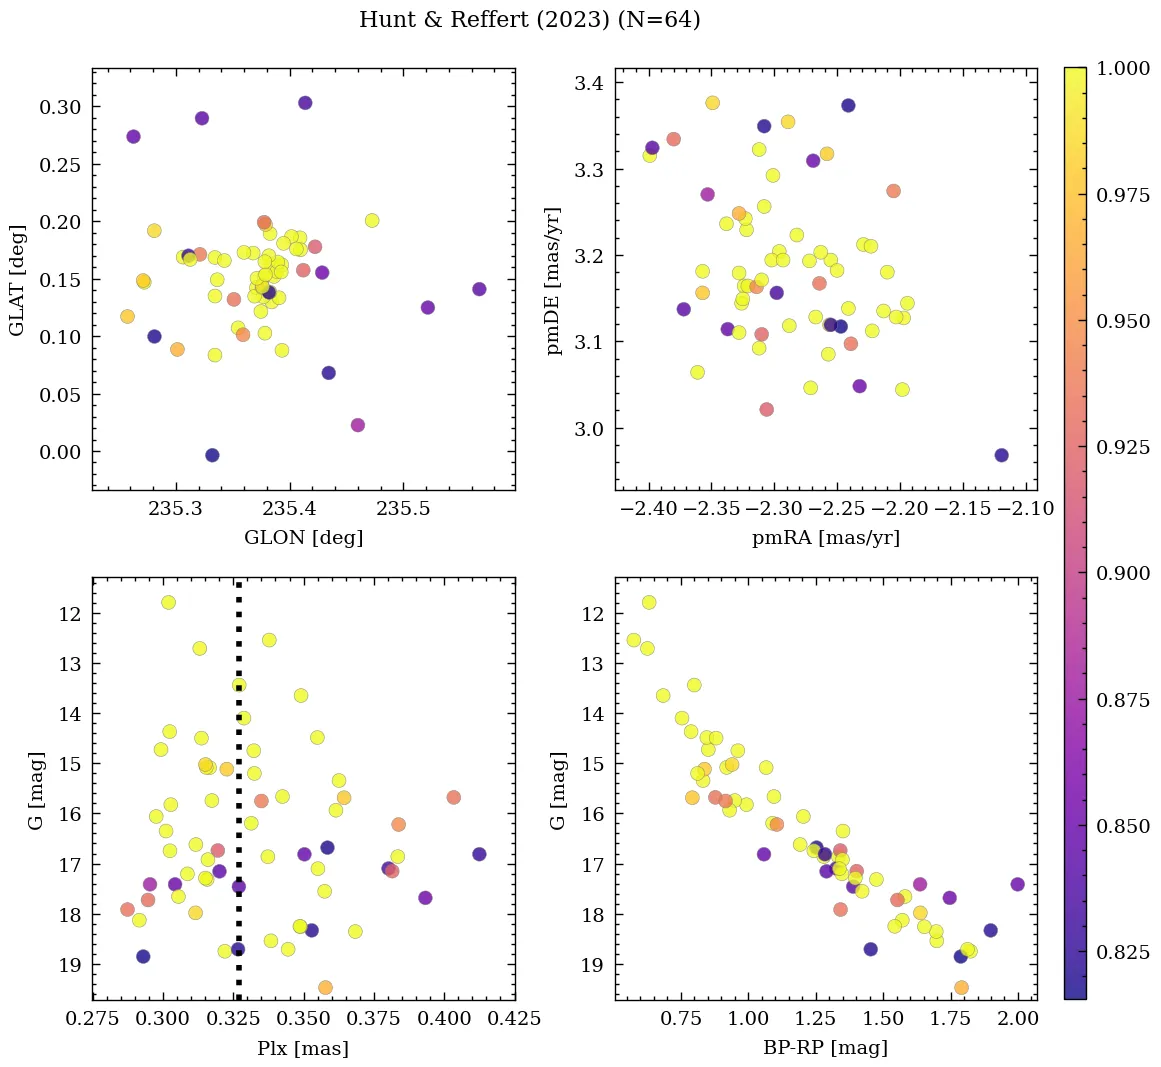 Hunt & Reffert (2023) (N=64)
0.30
0.25
0.20
0.15
0.10
0.05
0.00
GLAT [deg]
235.3 235.4 235.5
GLON [deg]
3.4
3.3
3.2
3.1
3.0
pmDE [mas/yr]
−2.40 −2.35 −2.30 −2.25 −2.20 −2.15 −2.10
pmRA [mas/yr]
12
13
14
15
16
17
18
19
G [mag]
0.275 0.300 0.325 0.350 0.375 0.400 0.425
Plx [mas]
12
13
14
15
16
17
18
19
G [mag]
0.75 1.00 1.25 1.50 1.75 2.00
BP-RP [mag]
1.000
0.975
0.950
0.925
0.900
0.875
0.850
0.825